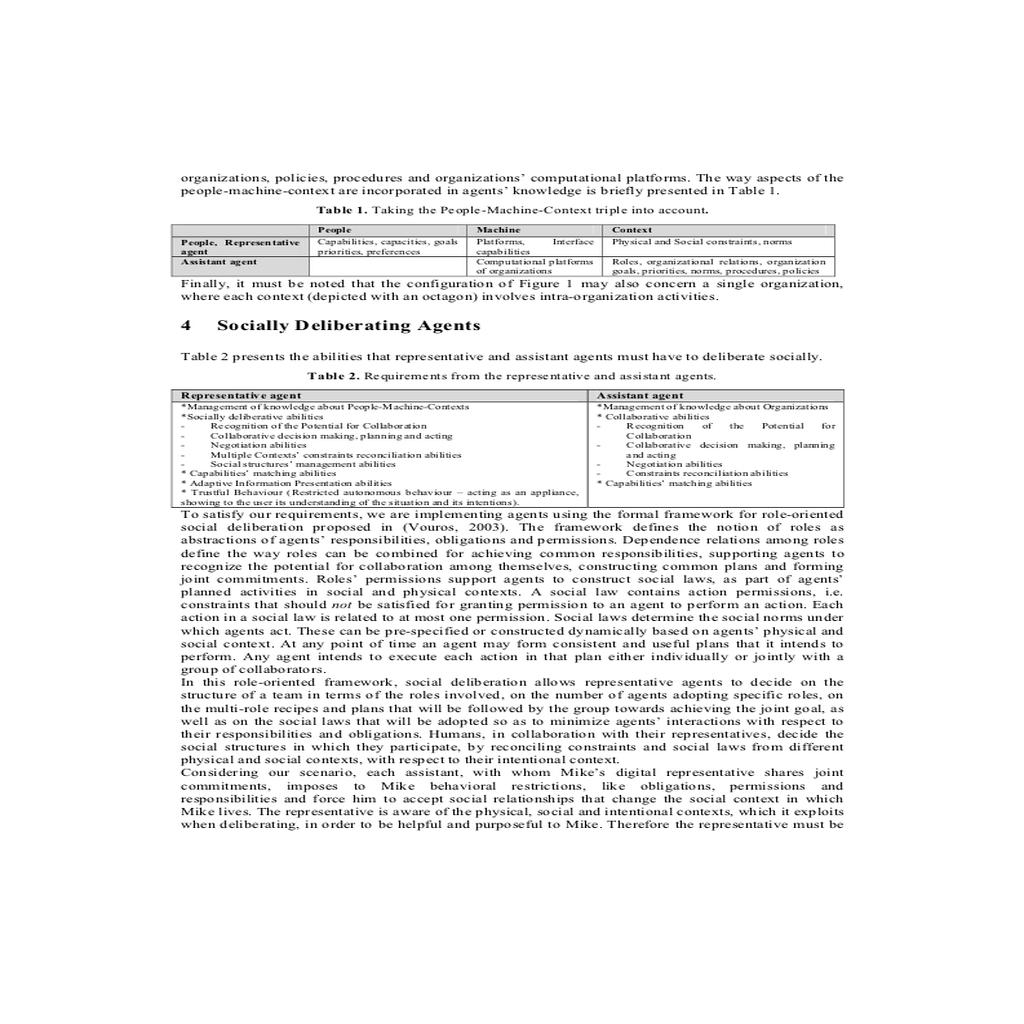 organizations, policies, procedures and organizations' computational platforms. The way aspects of the
people-machine-context are incorporated in agents' knowledge is briefly presented in Table 1.
Table 1. Taking the People-Machine-Context triple into account.
People Machine Context
People, Representative agent Capabilities, capacities, goals priorities, preferences Platforms, Interface capabilities Physical and Social constraints, norms
Assistant agent Computational platforms of organizations Roles, organizational relations, organization goals, priorities, norms, procedures, policies
Finally, it must be noted that the configuration of Figure 1 may also concern a single organization,
where each context (depicted with an octagon) involves intra-organization activities.
4 Socially Deliberating Agents
Table 2 presents the abilities that representative and assistant agents must have to deliberate socially.
Table 2. Requirements from the representative and assistant agents.
Representative agent
*Management of knowledge about People-Machine-Contexts
*Socially deliberative abilities
- Recognition of the Potential for Collaboration
- Collaborative decision making, planning and acting
- Negotiation abilities
- Multiple Contexts' constraints reconciliation abilities
- Social structures' management abilities
* Capabilities' matching abilities
* Adaptive Information Presentation abilities
* Trustful Behaviour (Restricted autonomous behaviour – acting as an appliance,
showing to the user its understanding of the situation and its intentions).
Assistant agent
*Management of knowledge about Organizations
* Collaborative abilities
- Recognition of the Potential for
Collaboration
- Collaborative decision making, planning
and acting
- Negotiation abilities
- Constraints reconciliation abilities
* Capabilities' matching abilities
To satisfy our requirements, we are implementing agents using the formal framework for role-oriented
social deliberation proposed in (Vouros, 2003). The framework defines the notion of roles as
abstractions of agents' responsibilities, obligations and permissions. Dependence relations among roles
define the way roles can be combined for achieving common responsibilities, supporting agents to
recognize the potential for collaboration among themselves, constructing common plans and forming
joint commitments. Roles' permissions support agents to construct social laws, as part of agents'
planned activities in social and physical contexts. A social law contains action permissions, i.e.
constraints that should not be satisfied for granting permission to an agent to perform an action. Each
action in a social law is related to at most one permission. Social laws determine the social norms under
which agents act. These can be pre-specified or constructed dynamically based on agents' physical and
social context. At any point of time an agent may form consistent and useful plans that it intends to
perform. Any agent intends to execute each action in that plan either individually or jointly with a
group of collaborators.
In this role-oriented framework, social deliberation allows representative agents to decide on the
structure of a team in terms of the roles involved, on the number of agents adopting specific roles, on
the multi-role recipes and plans that will be followed by the group towards achieving the joint goal, as
well as on the social laws that will be adopted so as to minimize agents' interactions with respect to
their responsibilities and obligations. Humans, in collaboration with their representatives, decide the
social structures in which they participate, by reconciling constraints and social laws from different
physical and social contexts, with respect to their intentional context.
Considering our scenario, each assistant, with whom Mike's digital representative shares joint
commitments, imposes to Mike behavioral restrictions, like obligations, permissions and
responsibilities and force him to accept social relationships that change the social context in which
Mike lives. The representative is aware of the physical, social and intentional contexts, which it exploits
when deliberating, in order to be helpful and purposeful to Mike. Therefore the representative must be